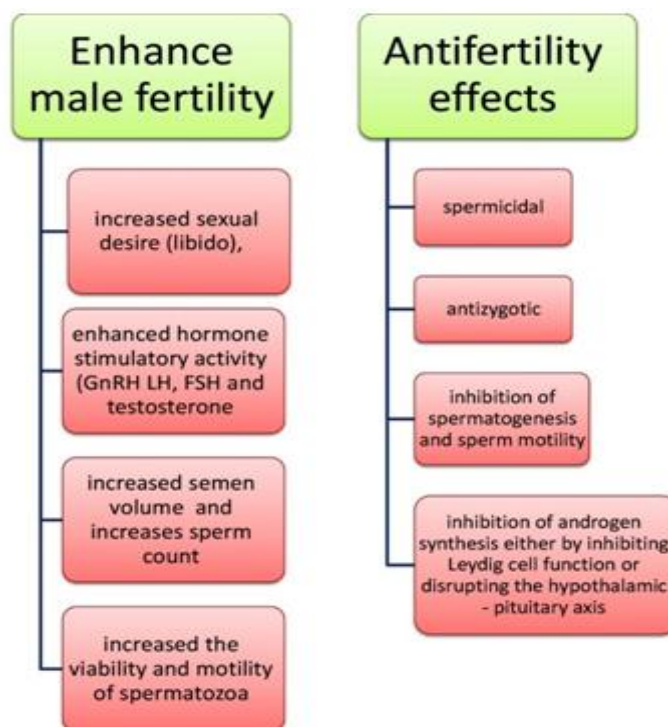 Enhance
male fertility
increased sexual
desire (libido),
enhanced hormone
stimulatory activity
(GnRH LH, FSH and
testosterone
increased semen
volume and
increases sperm
count
increased the
viability and motility
of spermatozoa
Antifertility
effects
spermicidal
antizygotic
inhibition of
spermatogenesis
and sperm motility
inhibition of androgen
synthesis either by inhibiting
Leydig cell function or
disrupting the hypothalamic
- pituitary axis